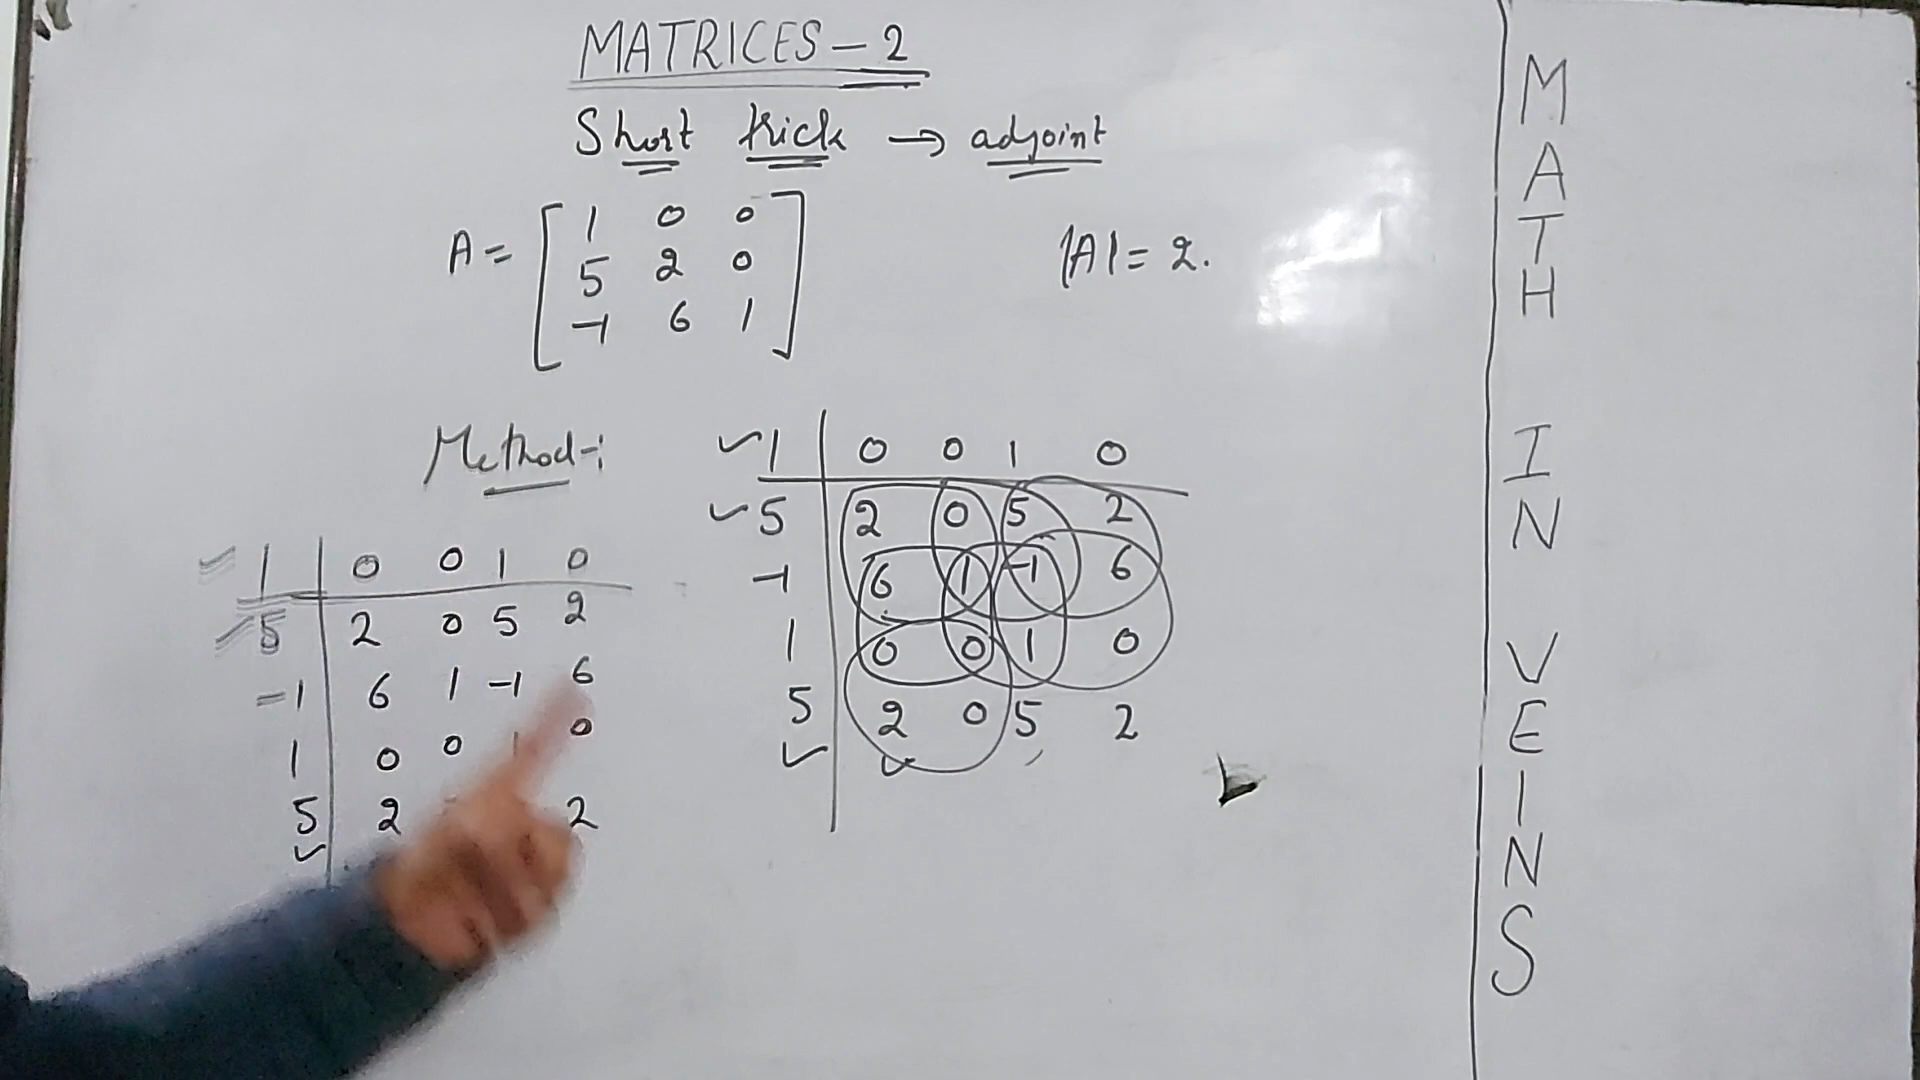 MATRICES - 2
Short trick → adjoint
A = [ 1 0 0
5 2 0
-1 6 1 ]
|A| = 2.
Method-i
1 | 0 0 1 0
5 | 2 0 5 2
-1 | 6 1 -1 6
1 | 0 0 1 0
5 | 2 2
1 | 0 0 1 0
5 | 2 0 5 2
-1 | 6 1 -1 6
1 | 0 0 1 0
5 | 2 0 5 2
MATH IN VEINS